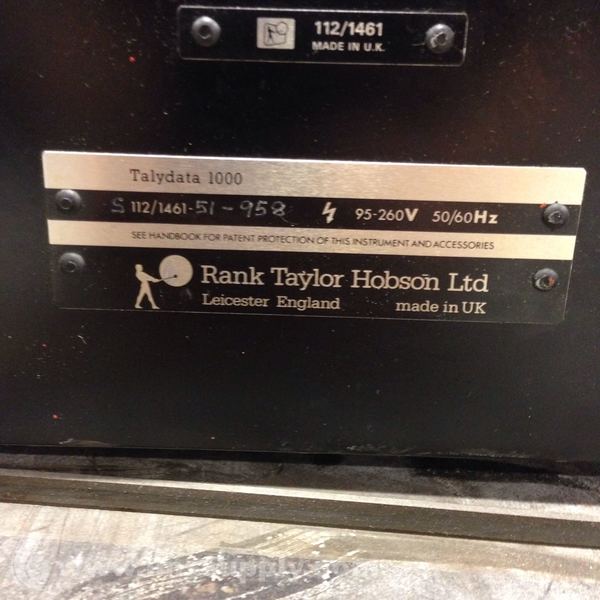 112/1461
MADE IN U.K.
Talydata 1000
S 112/1461-51-958 95-260V 50/60Hz
SEE HANDBOOK FOR PATENT PROTECTION OF THIS INSTRUMENT AND ACCESSORIES
Rank Taylor Hobson Ltd
Leicester England made in UK